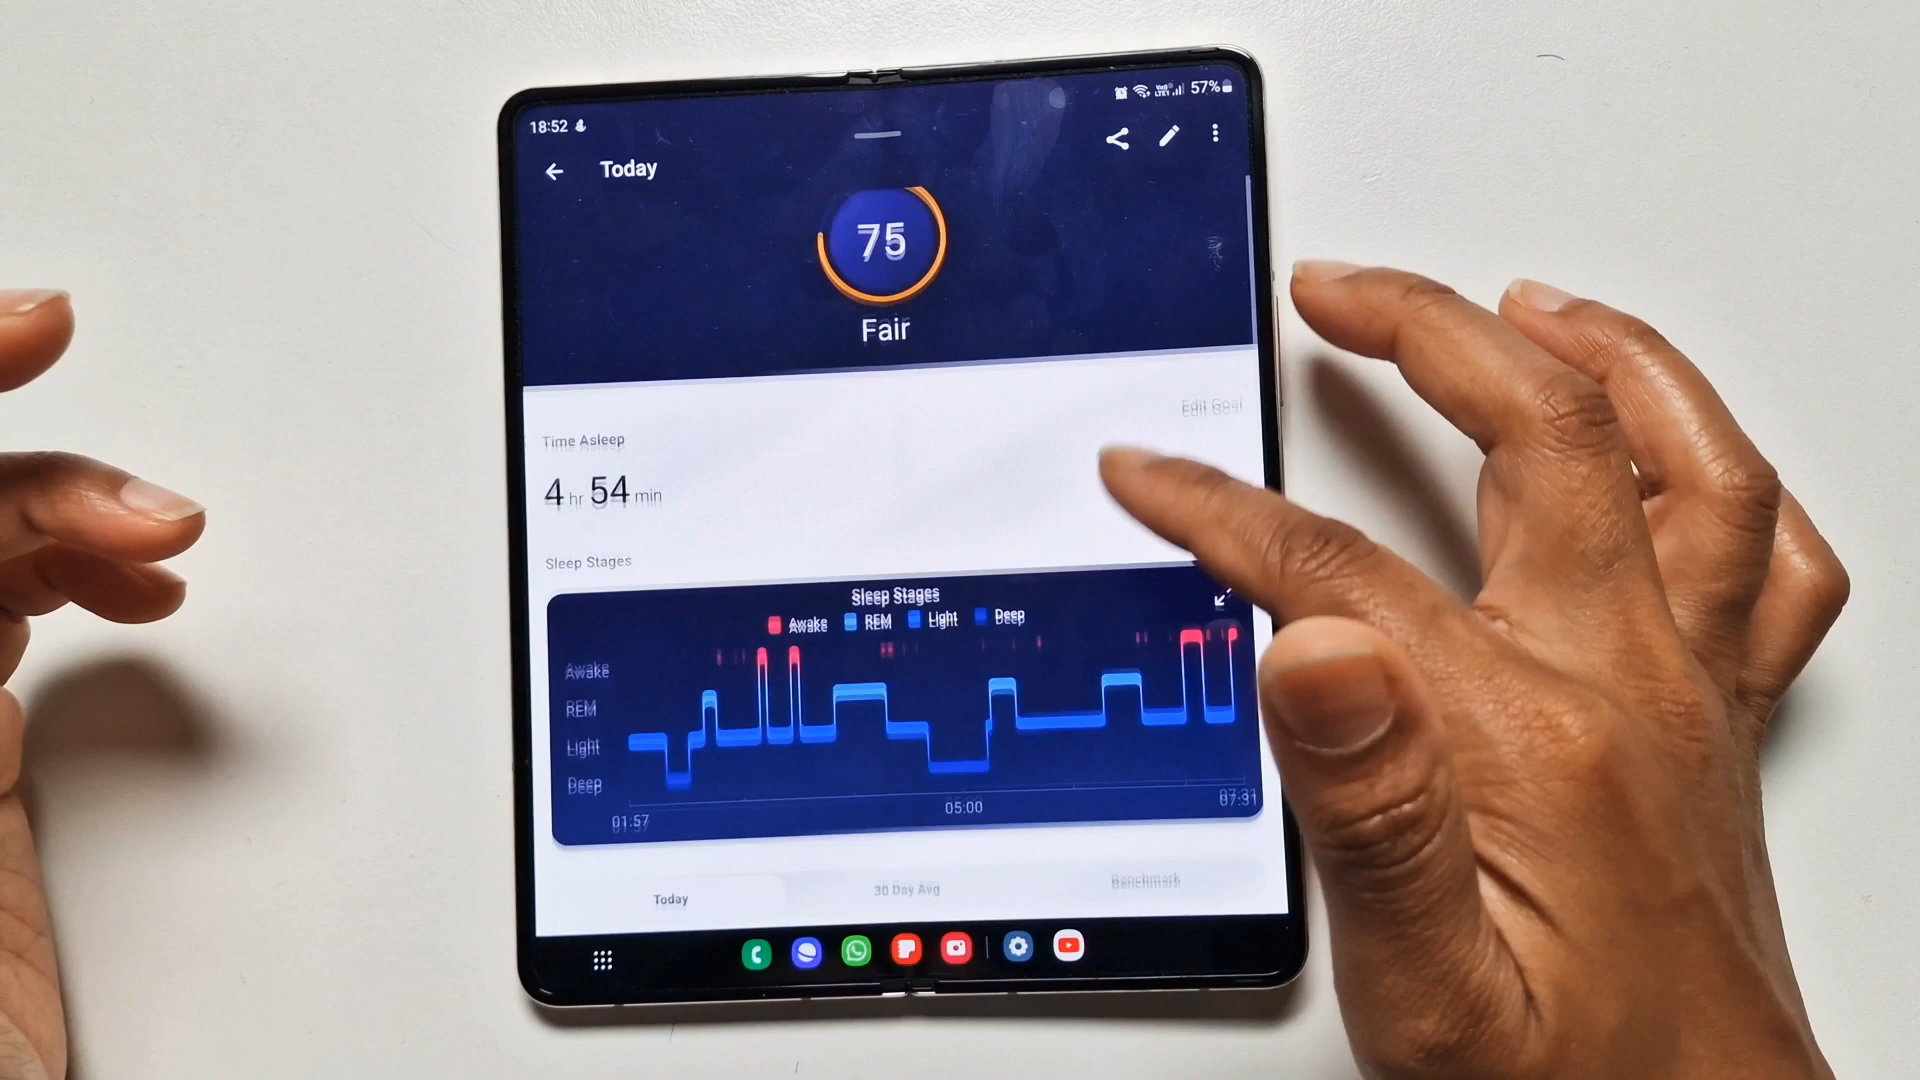 18:52
57%
Today
75
Fair
Edit Goal
Time Asleep
4 hr 54 min
Sleep Stages
Sleep Stages
Awake REM Light Deep
Awake
REM
Light
Deep
01:57 05:00 07:31
Today 30 Day Avg Benchmark